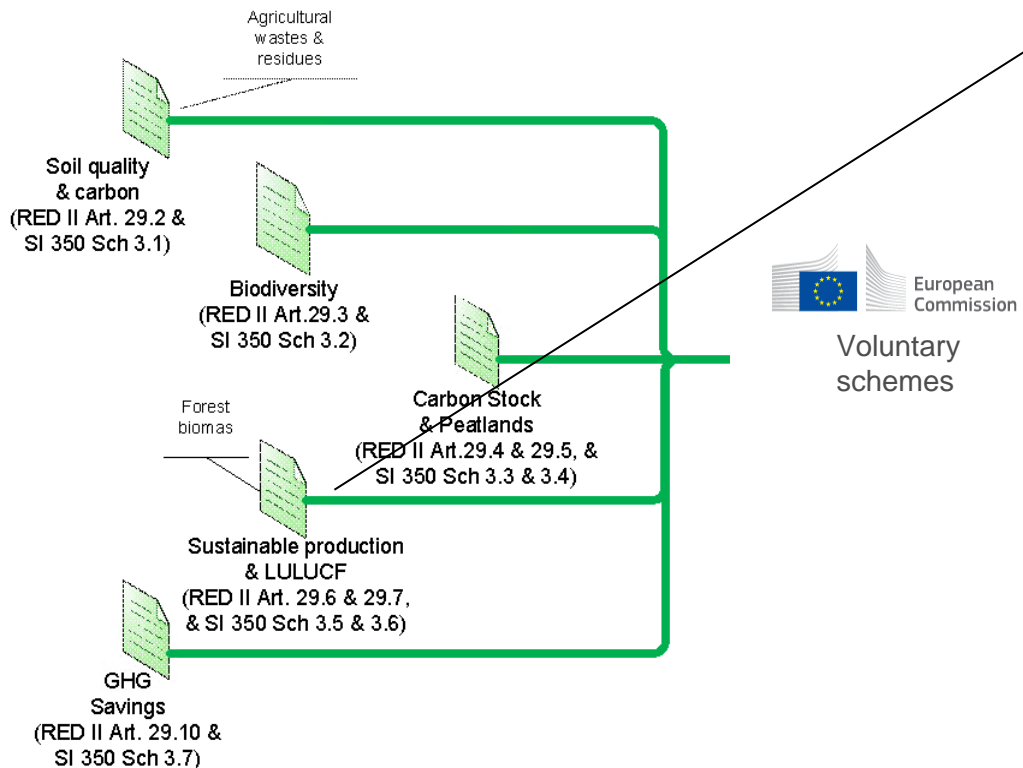 Agricultural
wastes &
residues
Soil quality
& carbon
(RED II Art. 29.2 &
SI 350 Sch 3.1)
Biodiversity
(RED II Art.29.3 &
SI 350 Sch 3.2)
European
Commission
Voluntary
schemes
Carbon Stock
& Peatlands
(RED II Art.29.4 & 29.5, &
SI 350 Sch 3.3 & 3.4)
Forest
biomas
Sustainable production
& LULUCF
(RED II Art. 29.6 & 29.7,
& SI 350 Sch 3.5 & 3.6)
GHG
Savings
(RED II Art. 29.10 &
SI 350 Sch 3.7)